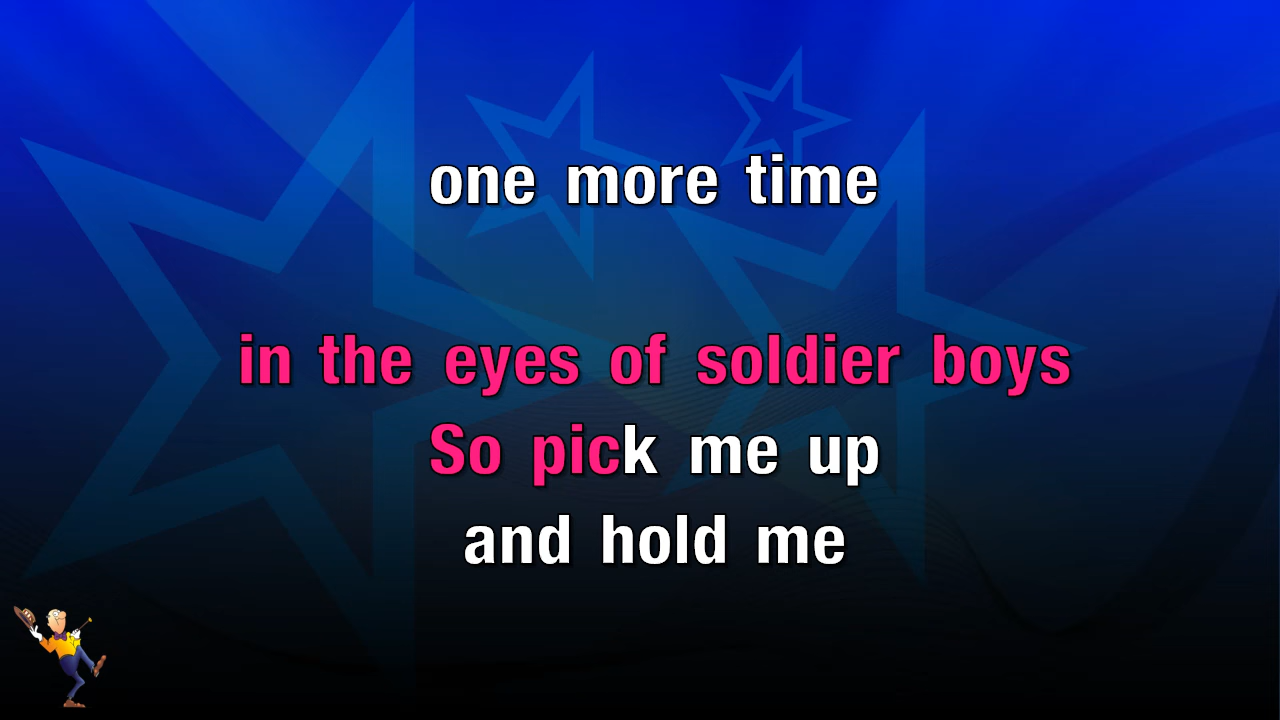 one more time
in the eyes of soldier boys
So pick me up
and hold me